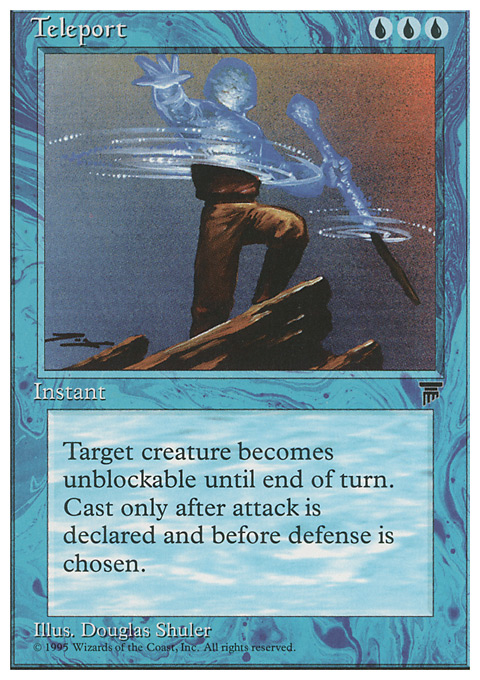 Teleport
Instant
Target creature becomes
unblockable until end of turn.
Cast only after attack is
declared and before defense is
chosen.
Illus. Douglas Shuler
© 1995 Wizards of the Coast, Inc. All rights reserved.